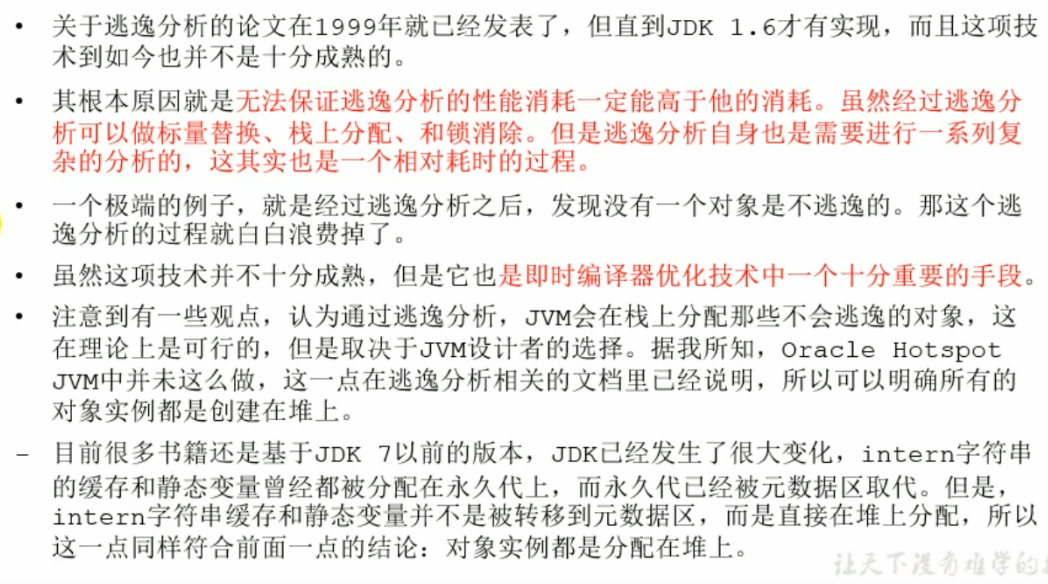 • 关于逃逸分析的论文在1999年就已经发表了，但直到JDK 1.6才有实现，而且这项技
术到如今也并不是十分成熟的。
• 其根本原因就是无法保证逃逸分析的性能消耗一定能高于他的消耗。虽然经过逃逸分
析可以做标量替换、栈上分配、和锁消除。但是逃逸分析自身也是需要进行一系列复
杂的分析的，这其实也是一个相对耗时的过程。
• 一个极端的例子，就是经过逃逸分析之后，发现没有一个对象是不逃逸的。那这个逃
逸分析的过程就白白浪费掉了。
• 虽然这项技术并不十分成熟，但是它也是即时编译器优化技术中一个十分重要的手段。
• 注意到有一些观点，认为通过逃逸分析，JVM会在栈上分配那些不会逃逸的对象，这
在理论上是可行的，但是取决于JVM设计者的选择。据我所知，Oracle Hotspot
JVM中并未这么做，这一点在逃逸分析相关的文档里已经说明，所以可以明确所有的
对象实例都是创建在堆上。
– 目前很多书籍还是基于JDK 7以前的版本，JDK已经发生了很大变化，intern字符串
的缓存和静态变量曾经都被分配在永久代上，而永久代已经被元数据区取代。但是，
intern字符串缓存和静态变量并不是被转移到元数据区，而是直接在堆上分配，所以
这一点同样符合前面一点的结论：对象实例都是分配在堆上。
让天下没有难学的